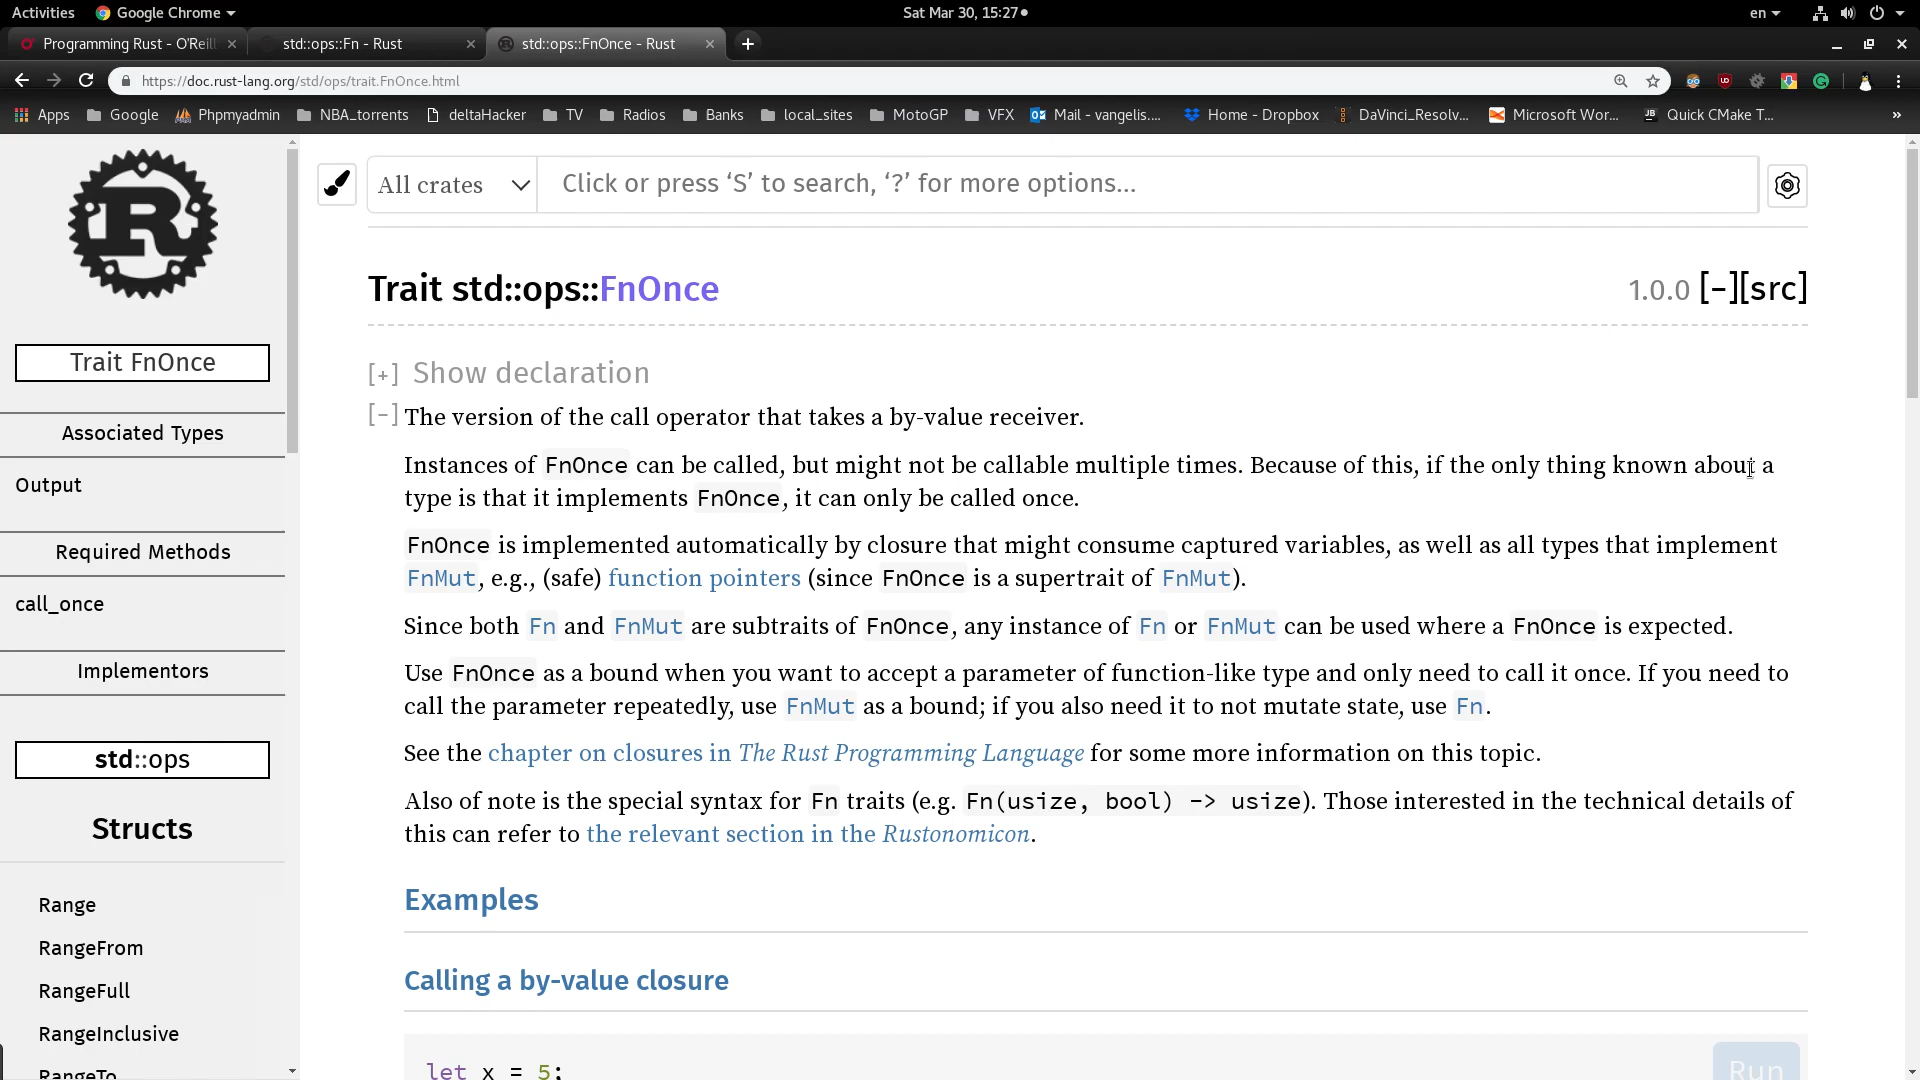 Activities Google Chrome Sat Mar 30, 15:27 en
Programming Rust - O'Reill std::ops::Fn - Rust std::ops::FnOnce - Rust
https://doc.rust-lang.org/std/ops/trait.FnOnce.html
Apps Google Phpmyadmin NBA_torrents deltaHacker TV Radios Banks local_sites MotoGP VFX Mail - vangelis.... Home - Dropbox DaVinci_Resolv... Microsoft Wor... Quick CMake T... »
All crates Click or press ‘S’ to search, ‘?’ for more options...
Trait std::ops::FnOnce 1.0.0 [−][src]
[+] Show declaration
[−] The version of the call operator that takes a by-value receiver.
Instances of FnOnce can be called, but might not be callable multiple times. Because of this, if the only thing known about a
type is that it implements FnOnce, it can only be called once.
FnOnce is implemented automatically by closure that might consume captured variables, as well as all types that implement
FnMut, e.g., (safe) function pointers (since FnOnce is a supertrait of FnMut).
Since both Fn and FnMut are subtraits of FnOnce, any instance of Fn or FnMut can be used where a FnOnce is expected.
Use FnOnce as a bound when you want to accept a parameter of function-like type and only need to call it once. If you need to
call the parameter repeatedly, use FnMut as a bound; if you also need it to not mutate state, use Fn.
See the chapter on closures in The Rust Programming Language for some more information on this topic.
Also of note is the special syntax for Fn traits (e.g. Fn(usize, bool) -> usize). Those interested in the technical details of
this can refer to the relevant section in the Rustonomicon.
Examples
Calling a by-value closure
let x = 5;
Run
R
Trait FnOnce
Associated Types
Output
Required Methods
call_once
Implementors
std::ops
Structs
Range
RangeFrom
RangeFull
RangeInclusive
RangeTo